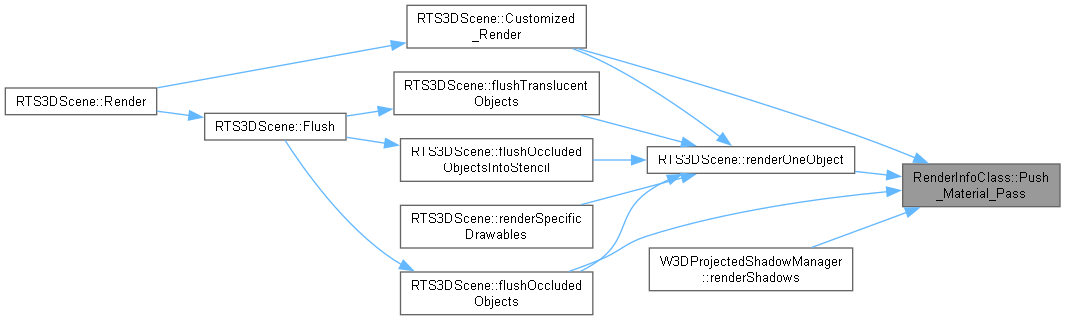 RTS3DScene::Customized
_Render
RTS3DScene::Render
RTS3DScene::flushTranslucent
Objects
RTS3DScene::Flush
RTS3DScene::flushOccluded
ObjectsIntoStencil
RTS3DScene::renderOneObject
RenderInfoClass::Push
_Material_Pass
RTS3DScene::renderSpecific
Drawables
W3DProjectedShadowManager
::renderShadows
RTS3DScene::flushOccluded
Objects